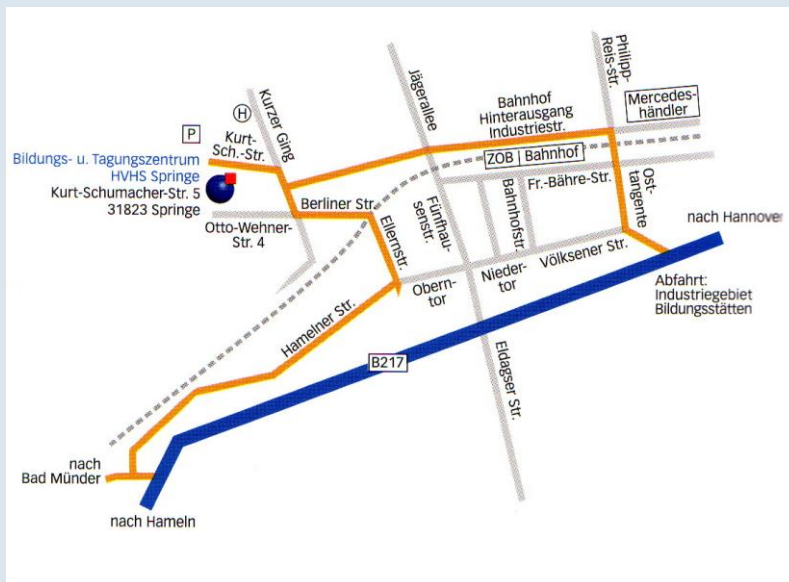 Jägerallee
Philipp-
Reis-str.
Kurzer Ging
H
P
Kurt-
Sch.-Str.
Bahnhof
Hinterausgang
Industriestr.
Mercedes-
händler
Bildungs- u. Tagungszentrum
HVHS Springe
Kurt-Schumacher-Str. 5
31823 Springe
ZOB
Bahnhof
Otto-Wehner-
Str. 4
Berliner Str.
Ellernstr.
Fünfhau-
senstr.
Bahnhofstr.
Fr.-Bähre-Str.
Ost-
tangente
nach Hannover
Obern-
tor
Nieder-
tor
Völksener Str.
Abfahrt:
Industriegebiet
Bildungsstätten
Hamelner Str.
B217
Eldagser Str.
nach
Bad Münder
nach Hameln